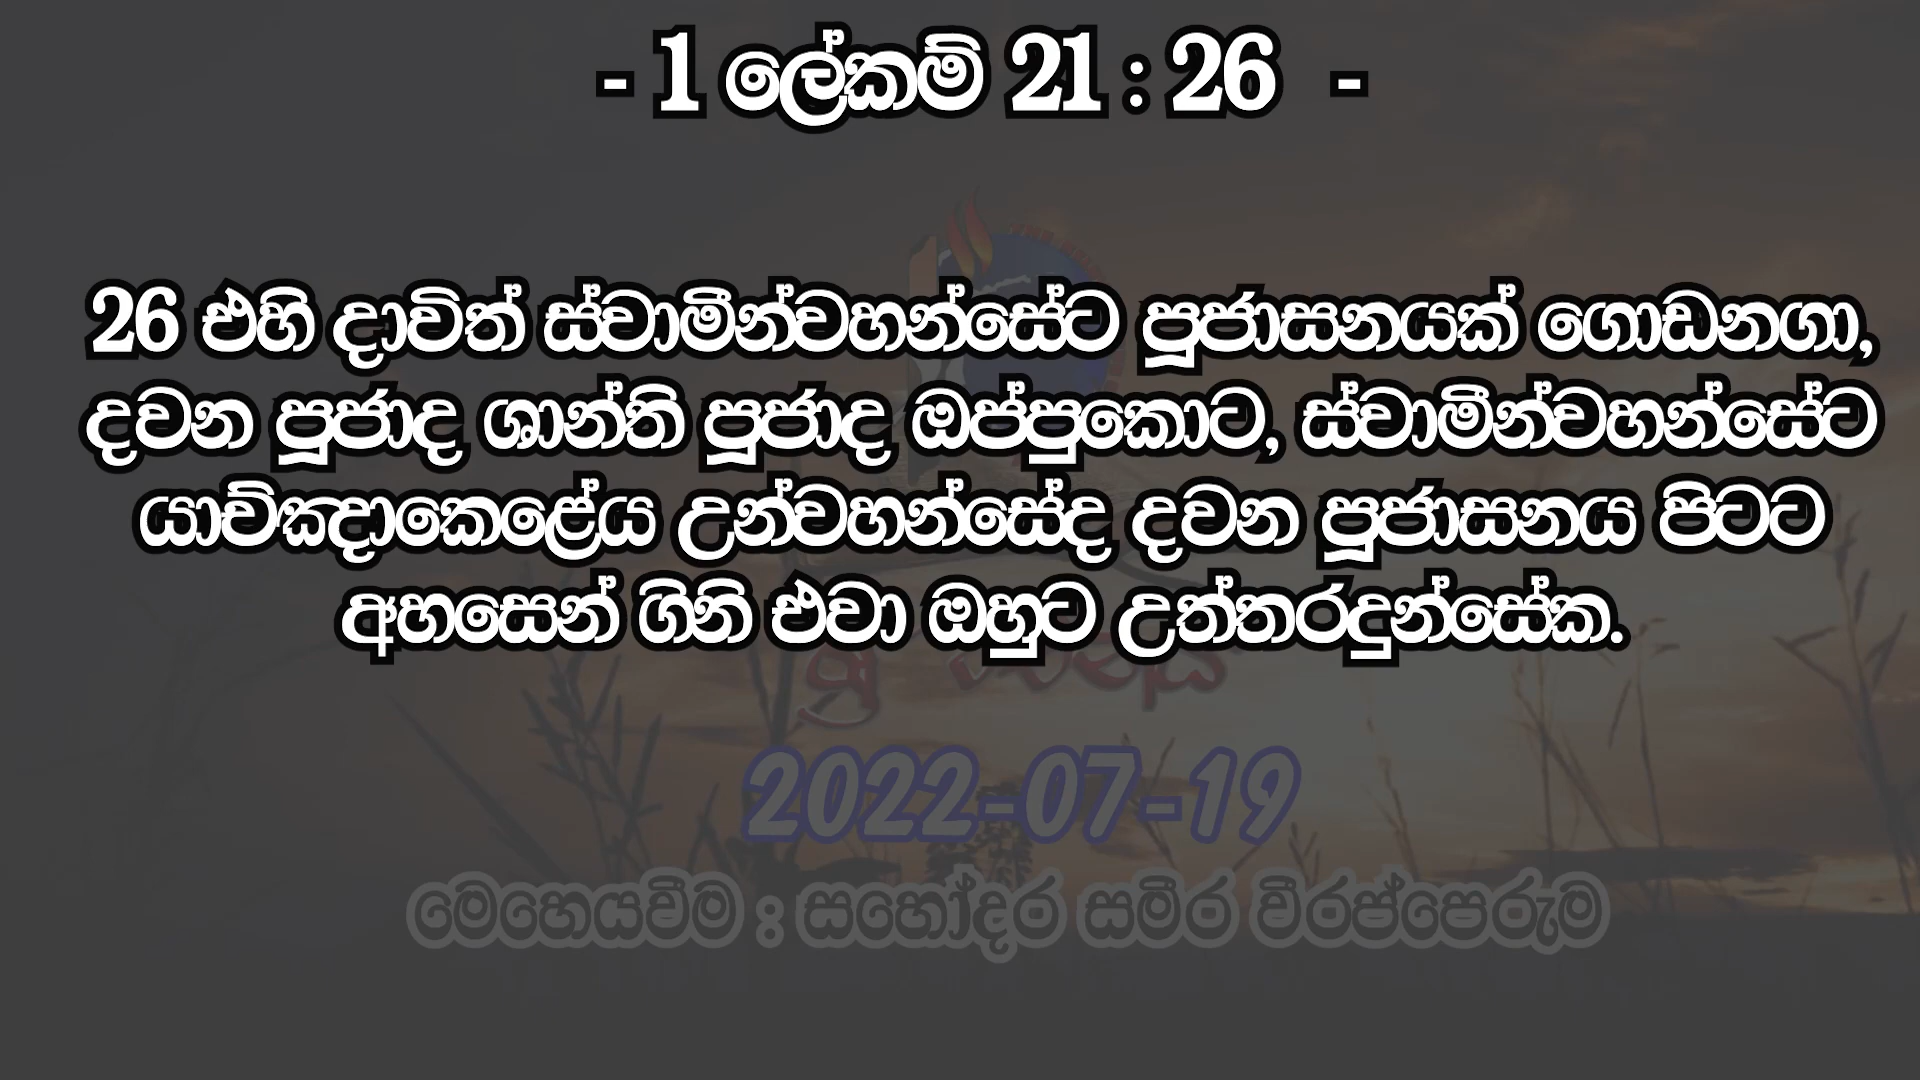 - 1 ලේකම් 21 : 26 -
26 එහි දාවිත් ස්වාමීන්වහන්සේට පූජාසනයක් ගොඩනගා,
දවන පූජාද ශාන්ති පූජාද ඔප්පුකොට, ස්වාමීන්වහන්සේට
යාච්ඤාකෙළේය උන්වහන්සේද දවන පූජාසනය පිටට
අහසෙන් ගිනි එවා ඔහුට උත්තරදුන්සේක.
2022-07-19
මෙහෙයවීම : සහෝදර සමීර වීරප්පෙරුම